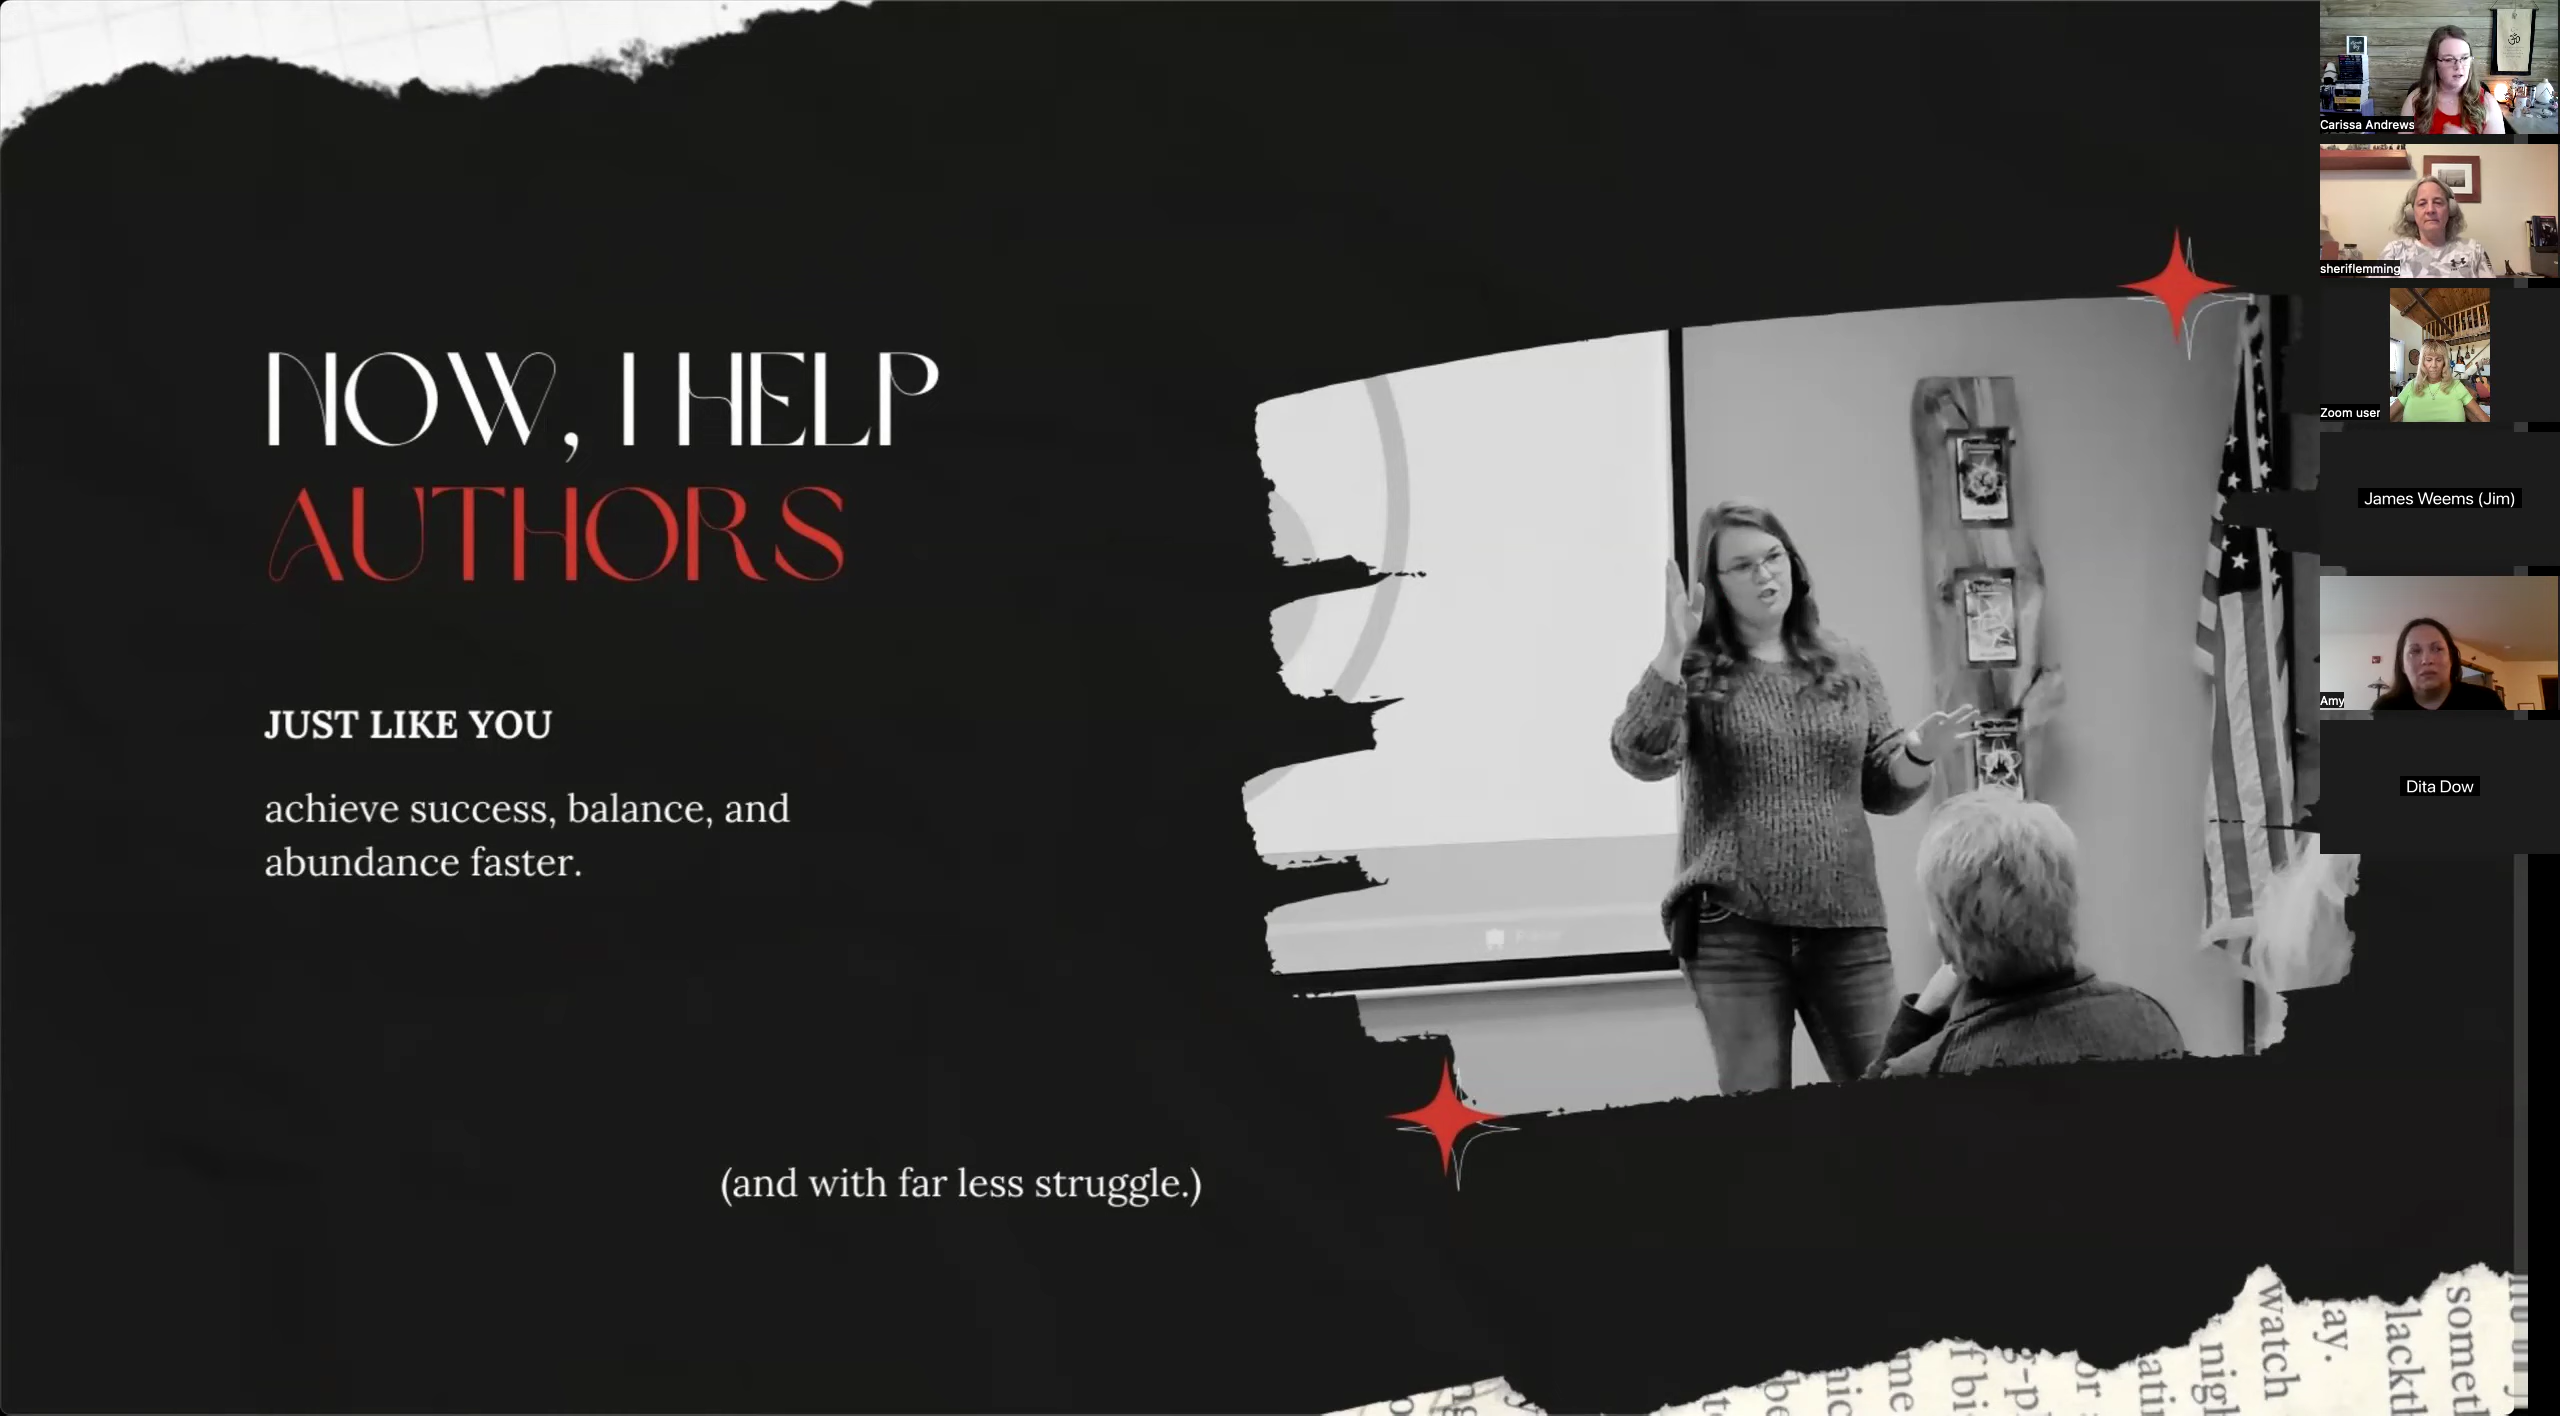 NOW, I HELP
AUTHORS
JUST LIKE YOU
achieve success, balance, and
abundance faster.
(and with far less struggle.)
Carissa Andrews
sheriflemming
Zoom user
James Weems (Jim)
Amy
Dita Dow
watch